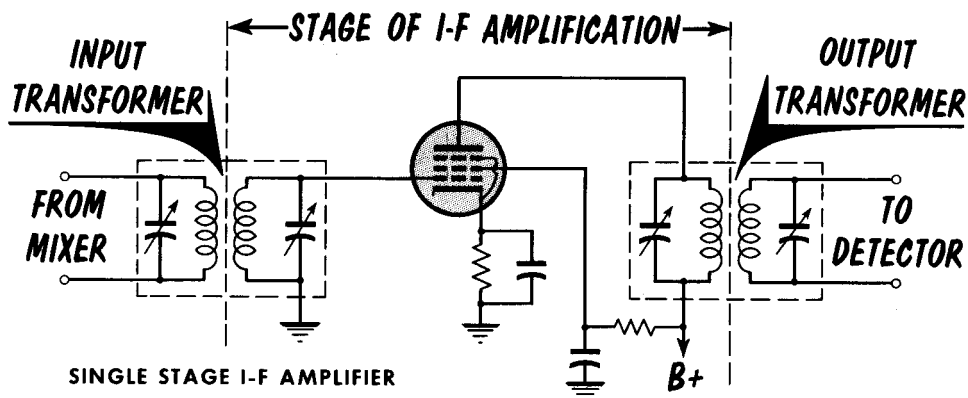 STAGE OF I-F AMPLIFICATION
INPUT
TRANSFORMER
OUTPUT
TRANSFORMER
FROM
MIXER
TO
DETECTOR
B+
SINGLE STAGE I-F AMPLIFIER